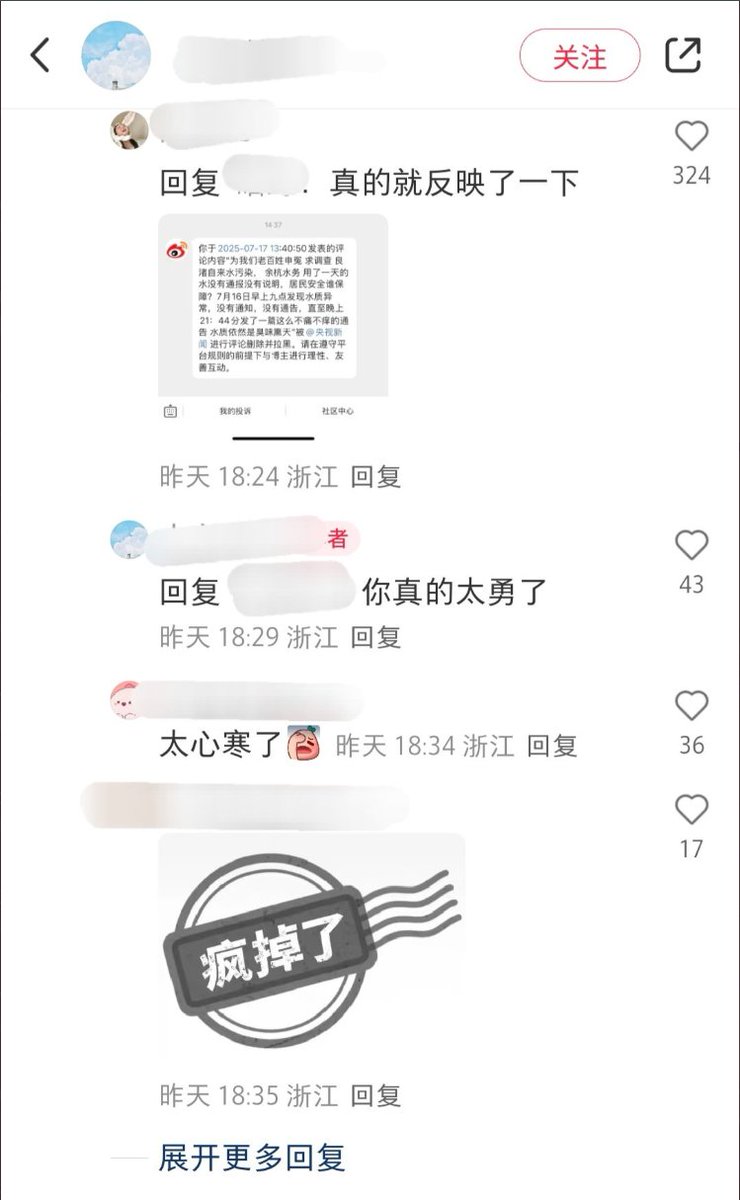 关注
324
回复 真的就反映了一下
14:37
你于 2025-07-17 13:40:50 发表的评
论内容"为我们老百姓申冤 求调查 良
渚自来水污染， 余杭水务 用了一天的
水没有通报没有说明，居民安全谁保
障？7月16日早上九点发现水质异
常，没有通知，没有通告，直至晚上
21：44分发了一篇这么不痛不痒的通
告 水质依然是臭味熏天"被 @央视新
闻 进行评论删除并拉黑。请在遵守平
台规则的前提下与博主进行理性、友
善互动。
我的投诉 社区中心
昨天 18:24 浙江 回复
者
回复 你真的太勇了
43
昨天 18:29 浙江 回复
太心寒了 昨天 18:34 浙江 回复
36
17
疯掉了
昨天 18:35 浙江 回复
展开更多回复